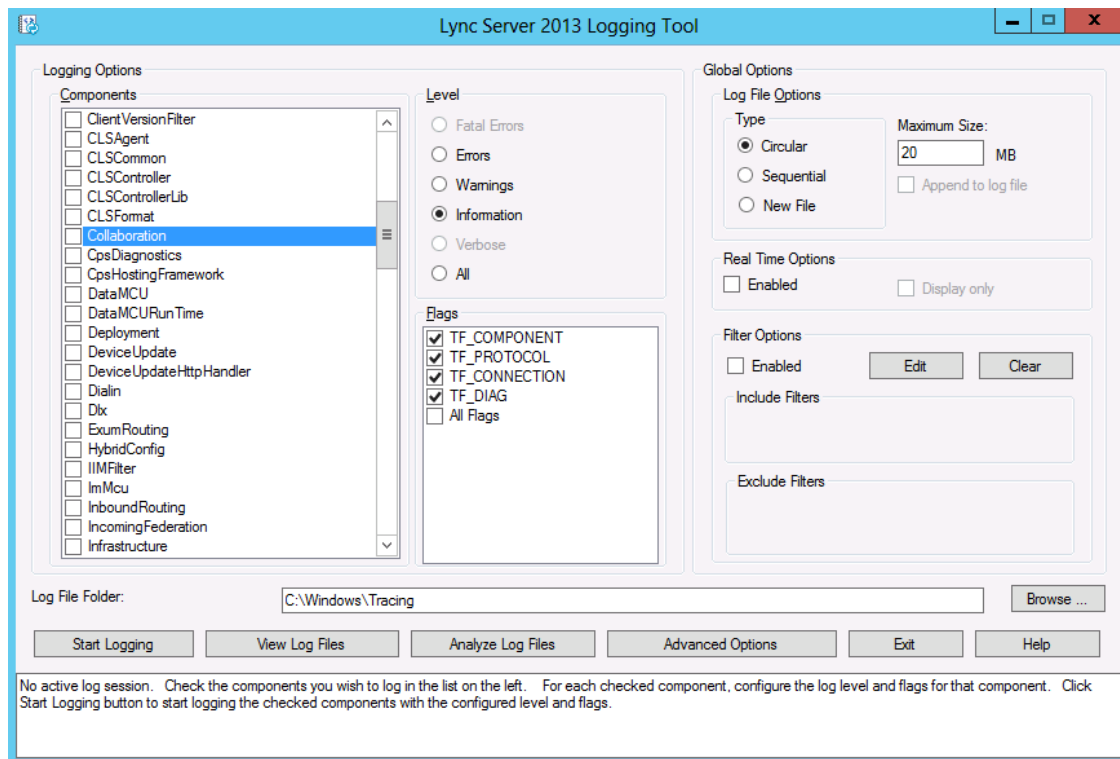 Lync Server 2013 Logging Tool
Logging Options
Components
ClientVersionFilter
CLSAgent
CLSCommon
CLSController
CLSControllerLib
CLSFormat
Collaboration
CpsDiagnostics
CpsHostingFramework
DataMCU
DataMCURunTime
Deployment
DeviceUpdate
DeviceUpdateHttpHandler
Dialin
Dlx
ExumRouting
HybridConfig
IIMFilter
ImMcu
InboundRouting
IncomingFederation
Infrastructure
Level
Fatal Errors
Errors
Warnings
Information
Verbose
All
Flags
TF_COMPONENT
TF_PROTOCOL
TF_CONNECTION
TF_DIAG
All Flags
Global Options
Log File Options
Type
Circular
Sequential
New File
Maximum Size:
20 MB
Append to log file
Real Time Options
Enabled Display only
Filter Options
Enabled Edit Clear
Include Filters
Exclude Filters
Log File Folder: C:\Windows\Tracing Browse ...
Start Logging View Log Files Analyze Log Files Advanced Options Exit Help
No active log session. Check the components you wish to log in the list on the left. For each checked component, configure the log level and flags for that component. Click
Start Logging button to start logging the checked components with the configured level and flags.